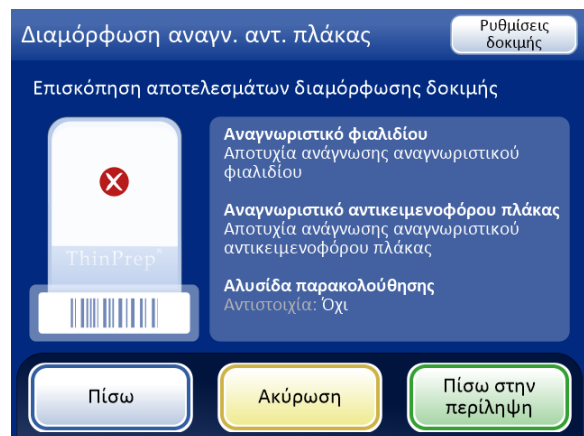 Διαμόρφωση αναγν. αντ. πλάκας
Ρυθμίσεις
δοκιμής
Επισκόπηση αποτελεσμάτων διαμόρφωσης δοκιμής
Αναγνωριστικό φιαλιδίου
Αποτυχία ανάγνωσης αναγνωριστικού
φιαλιδίου
Αναγνωριστικό αντικειμενοφόρου πλάκας
Αποτυχία ανάγνωσης αναγνωριστικού
αντικειμενοφόρου πλάκας
Αλυσίδα παρακολούθησης
Αντιστοιχία: Όχι
ThinPrep®
Πίσω
Ακύρωση
Πίσω στην
περίληψη